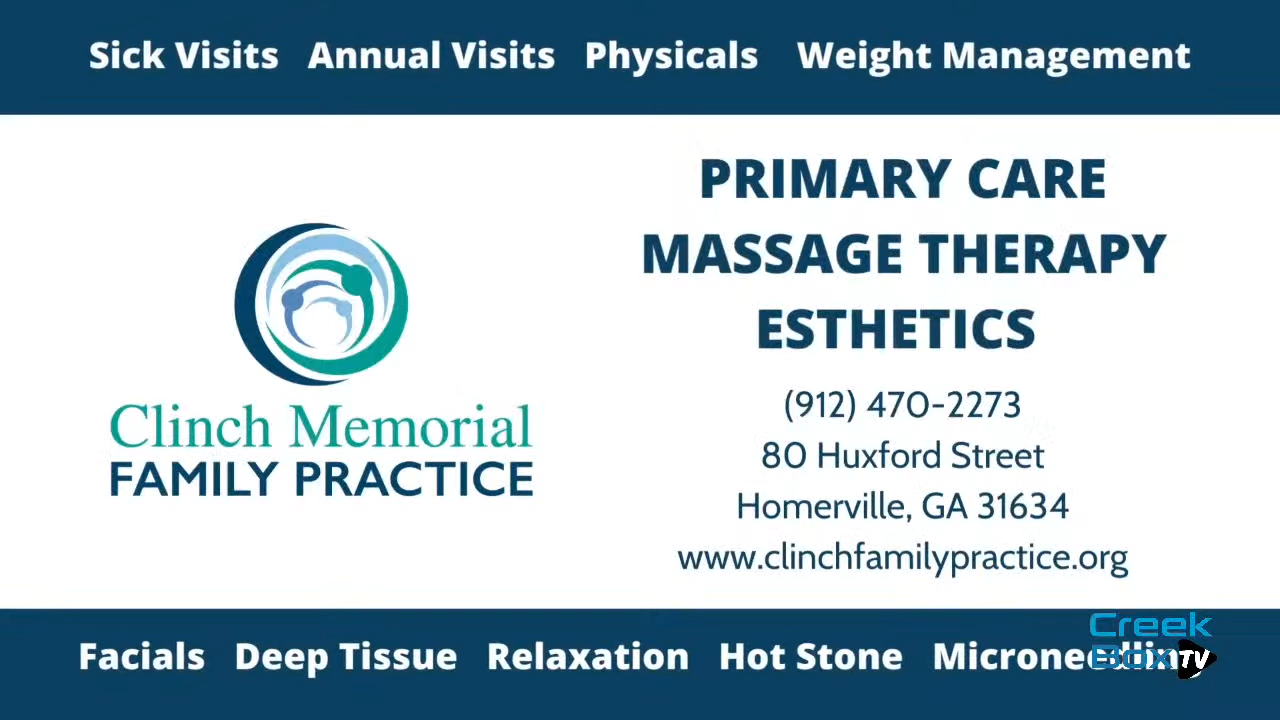 Sick Visits Annual Visits Physicals Weight Management
PRIMARY CARE
MASSAGE THERAPY
ESTHETICS
Clinch Memorial
FAMILY PRACTICE
(912) 470-2273
80 Huxford Street
Homerville, GA 31634
www.clinchfamilypractice.org
Facials Deep Tissue Relaxation Hot Stone
Creek
Box TV